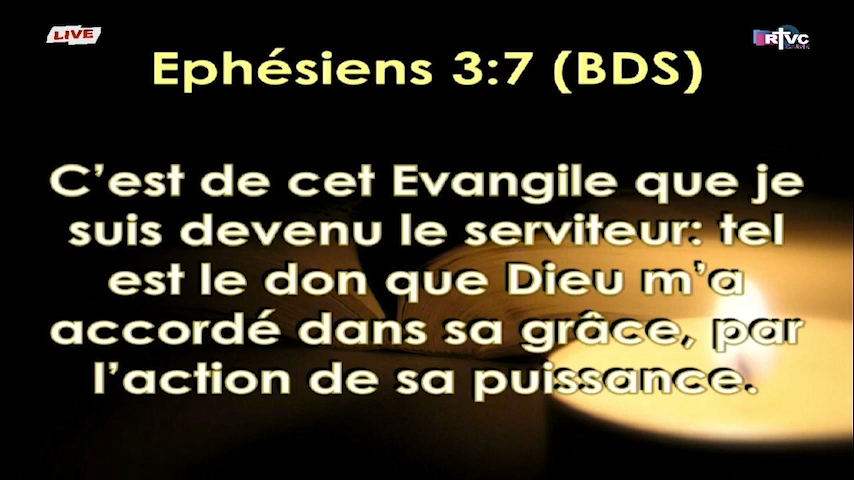 LIVE
RTVC
Ephésiens 3:7 (BDS)
C'est de cet Evangile que je
suis devenu le serviteur: tel
est le don que Dieu m'a
accordé dans sa grâce, par
l'action de sa puissance.